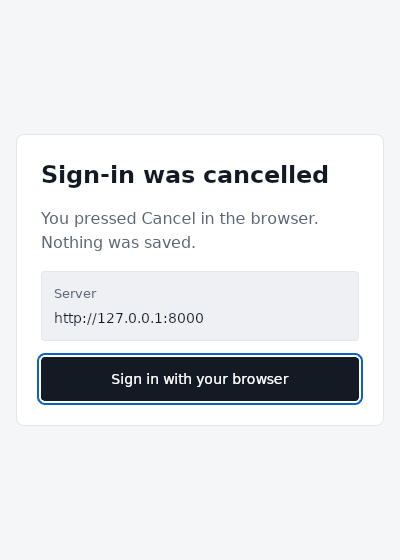 Sign-in was cancelled
You pressed Cancel in the browser.
Nothing was saved.
Server
http://127.0.0.1:8000
Sign in with your browser